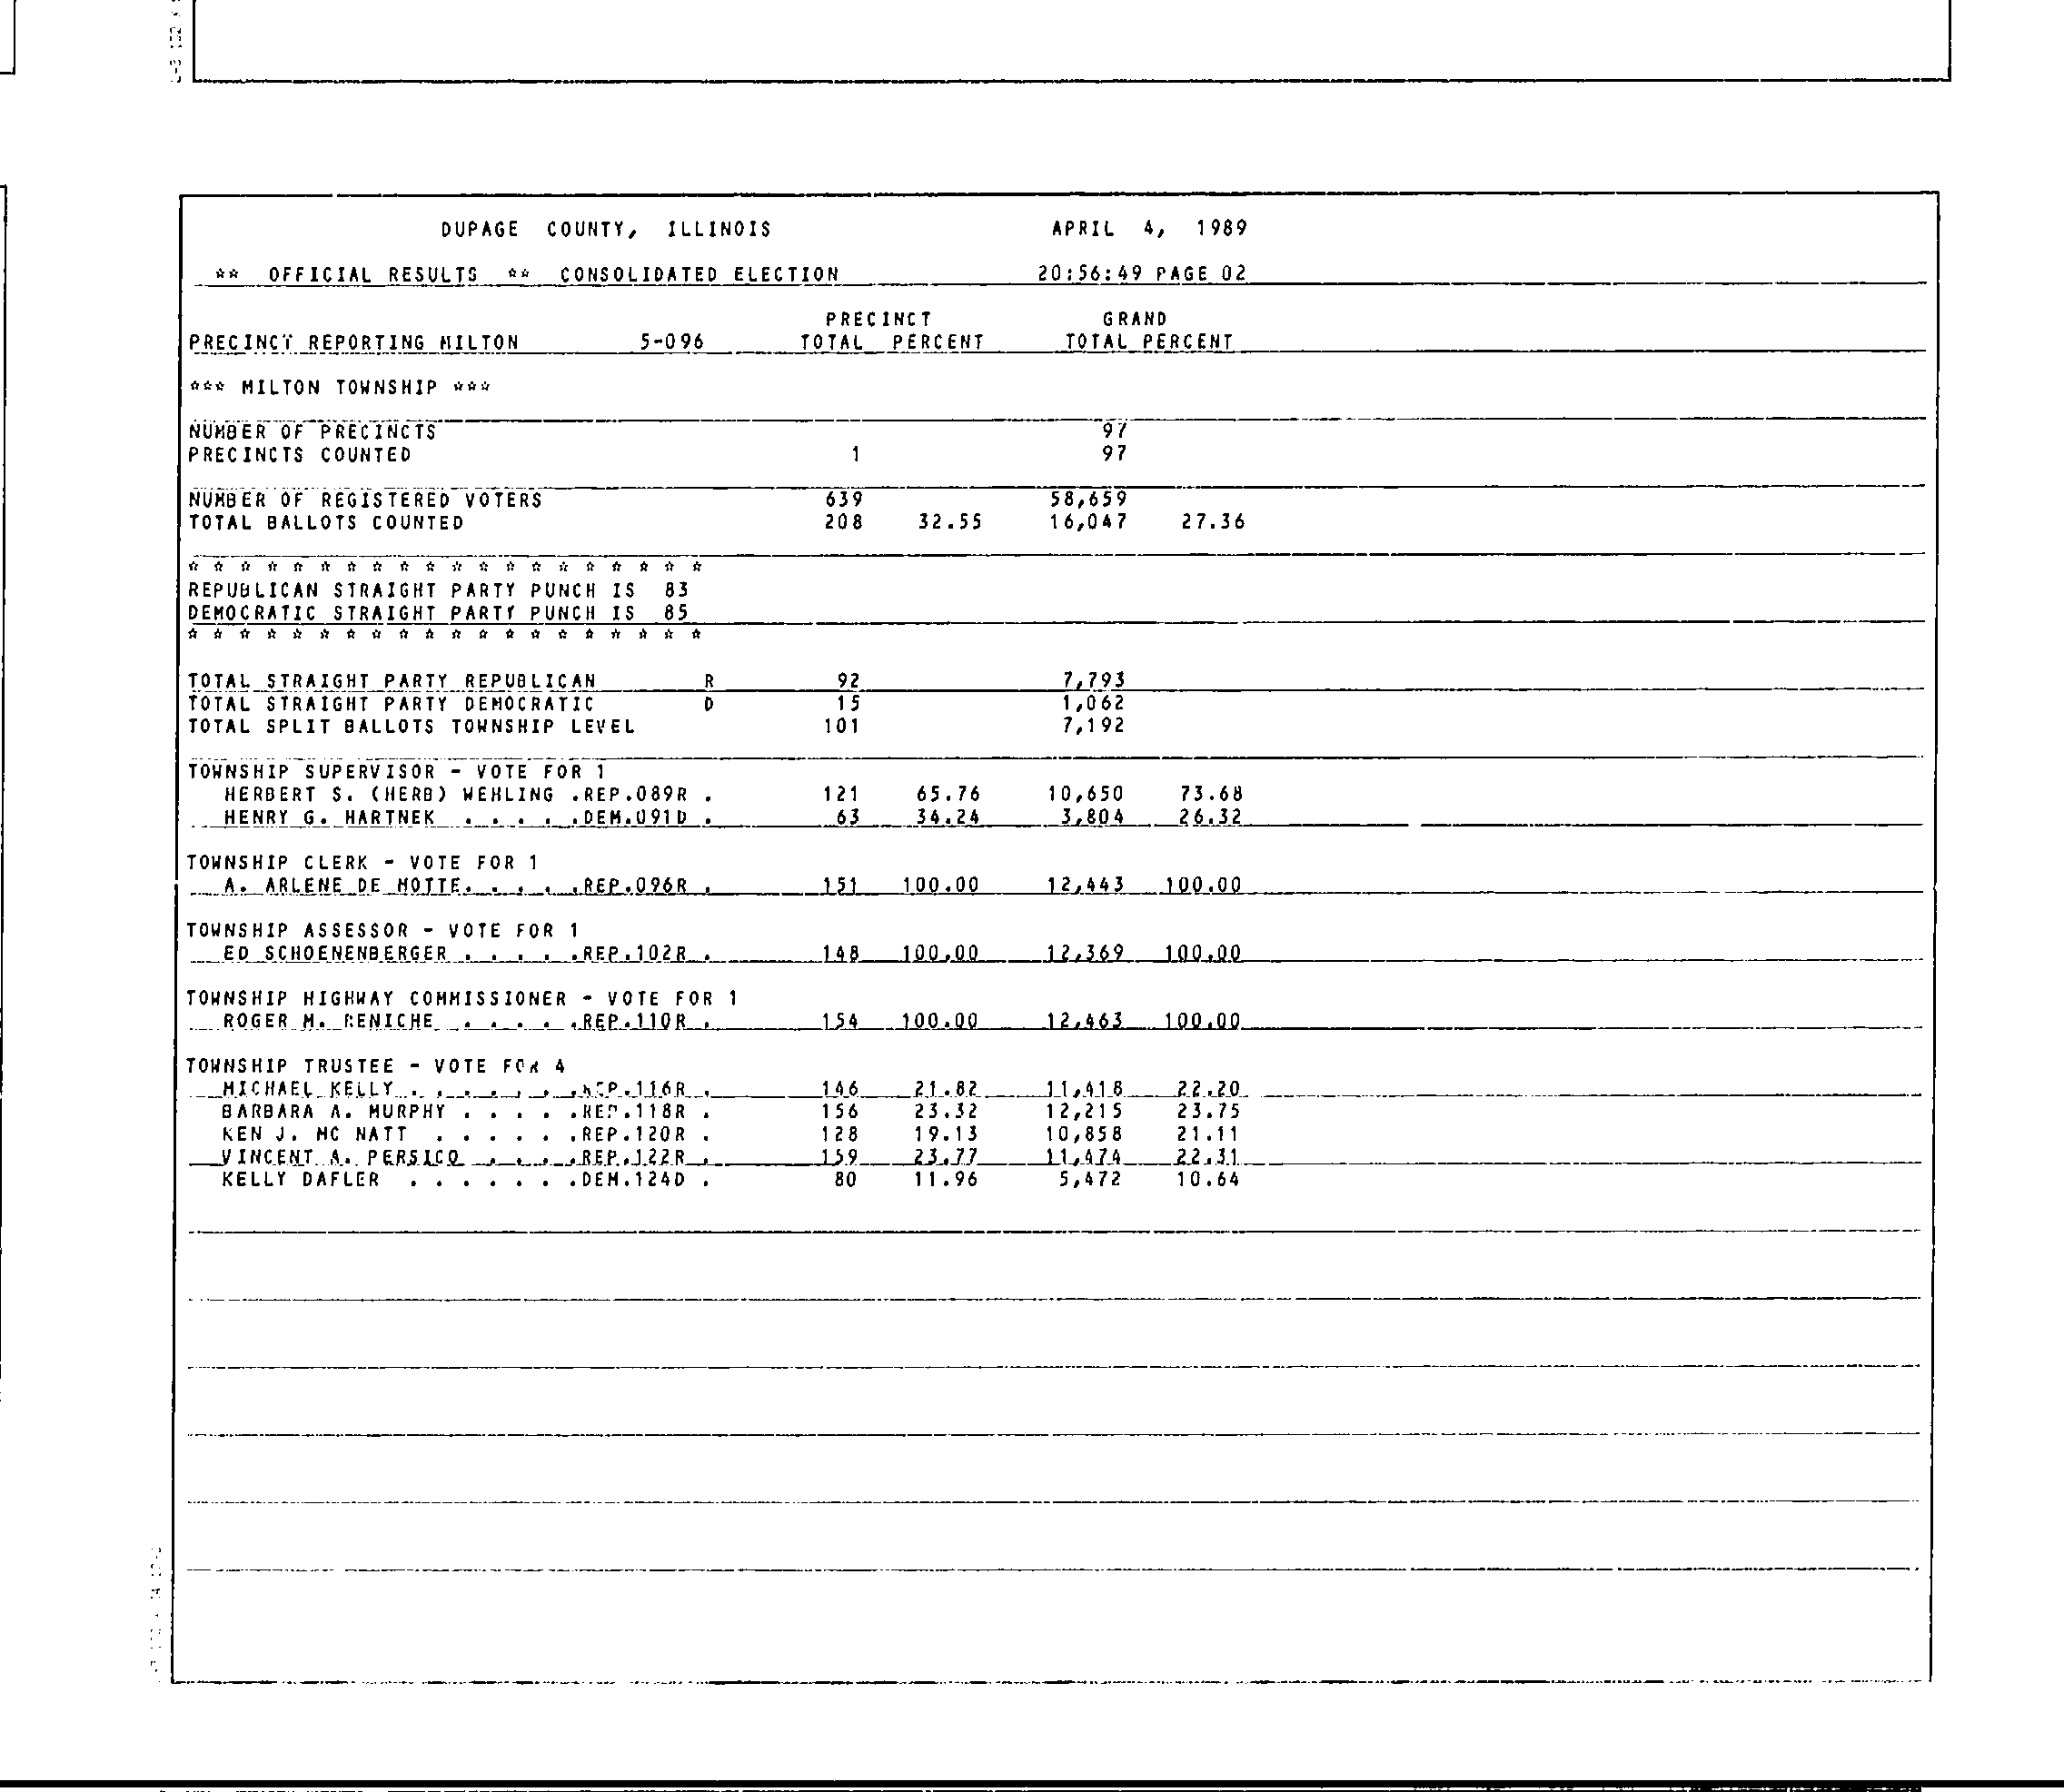 DUPAGE COUNTY, ILLINOIS APRIL 4, 1989
** OFFICIAL RESULTS ** CONSOLIDATED ELECTION 20:56:49 PAGE 02
PRECINCT GRAND
PRECINCT REPORTING MILTON 5-096 TOTAL PERCENT TOTAL PERCENT
*** MILTON TOWNSHIP ***
NUMBER OF PRECINCTS 97
PRECINCTS COUNTED 1 97
NUMBER OF REGISTERED VOTERS 639 58,659
TOTAL BALLOTS COUNTED 208 32.55 16,047 27.36
* * * * * * * * * * * * * * * * * * * *
REPUBLICAN STRAIGHT PARTY PUNCH IS 83
DEMOCRATIC STRAIGHT PARTY PUNCH IS 85
* * * * * * * * * * * * * * * * * * * *
TOTAL STRAIGHT PARTY REPUBLICAN R 92 7,793
TOTAL STRAIGHT PARTY DEMOCRATIC D 15 1,062
TOTAL SPLIT BALLOTS TOWNSHIP LEVEL 101 7,192
TOWNSHIP SUPERVISOR - VOTE FOR 1
HERBERT S. (HERB) WEHLING .REP.089R . 121 65.76 10,650 73.68
HENRY G. HARTNEK . . . . .DEM.091D . 63 34.24 3,804 26.32
TOWNSHIP CLERK - VOTE FOR 1
A. ARLENE DE MOTTE. . . . .REP.096R . 151 100.00 12,443 100.00
TOWNSHIP ASSESSOR - VOTE FOR 1
ED SCHOENENBERGER . . . . .REP.102R . 148 100.00 12,369 100.00
TOWNSHIP HIGHWAY COMMISSIONER - VOTE FOR 1
ROGER M. RENICHE . . . . .REP.110R . 154 100.00 12,463 100.00
TOWNSHIP TRUSTEE - VOTE FOR 4
MICHAEL KELLY . . . . . . .REP.116R . 146 21.82 11,418 22.20
BARBARA A. MURPHY . . . . .REP.118R . 156 23.32 12,215 23.75
KEN J. MC NATT . . . . . .REP.120R . 128 19.13 10,858 21.11
VINCENT A. PERSICO . . . .REP.122R . 159 23.77 11,474 22.31
KELLY DAFLER . . . . . . .DEM.124D . 80 11.96 5,472 10.64